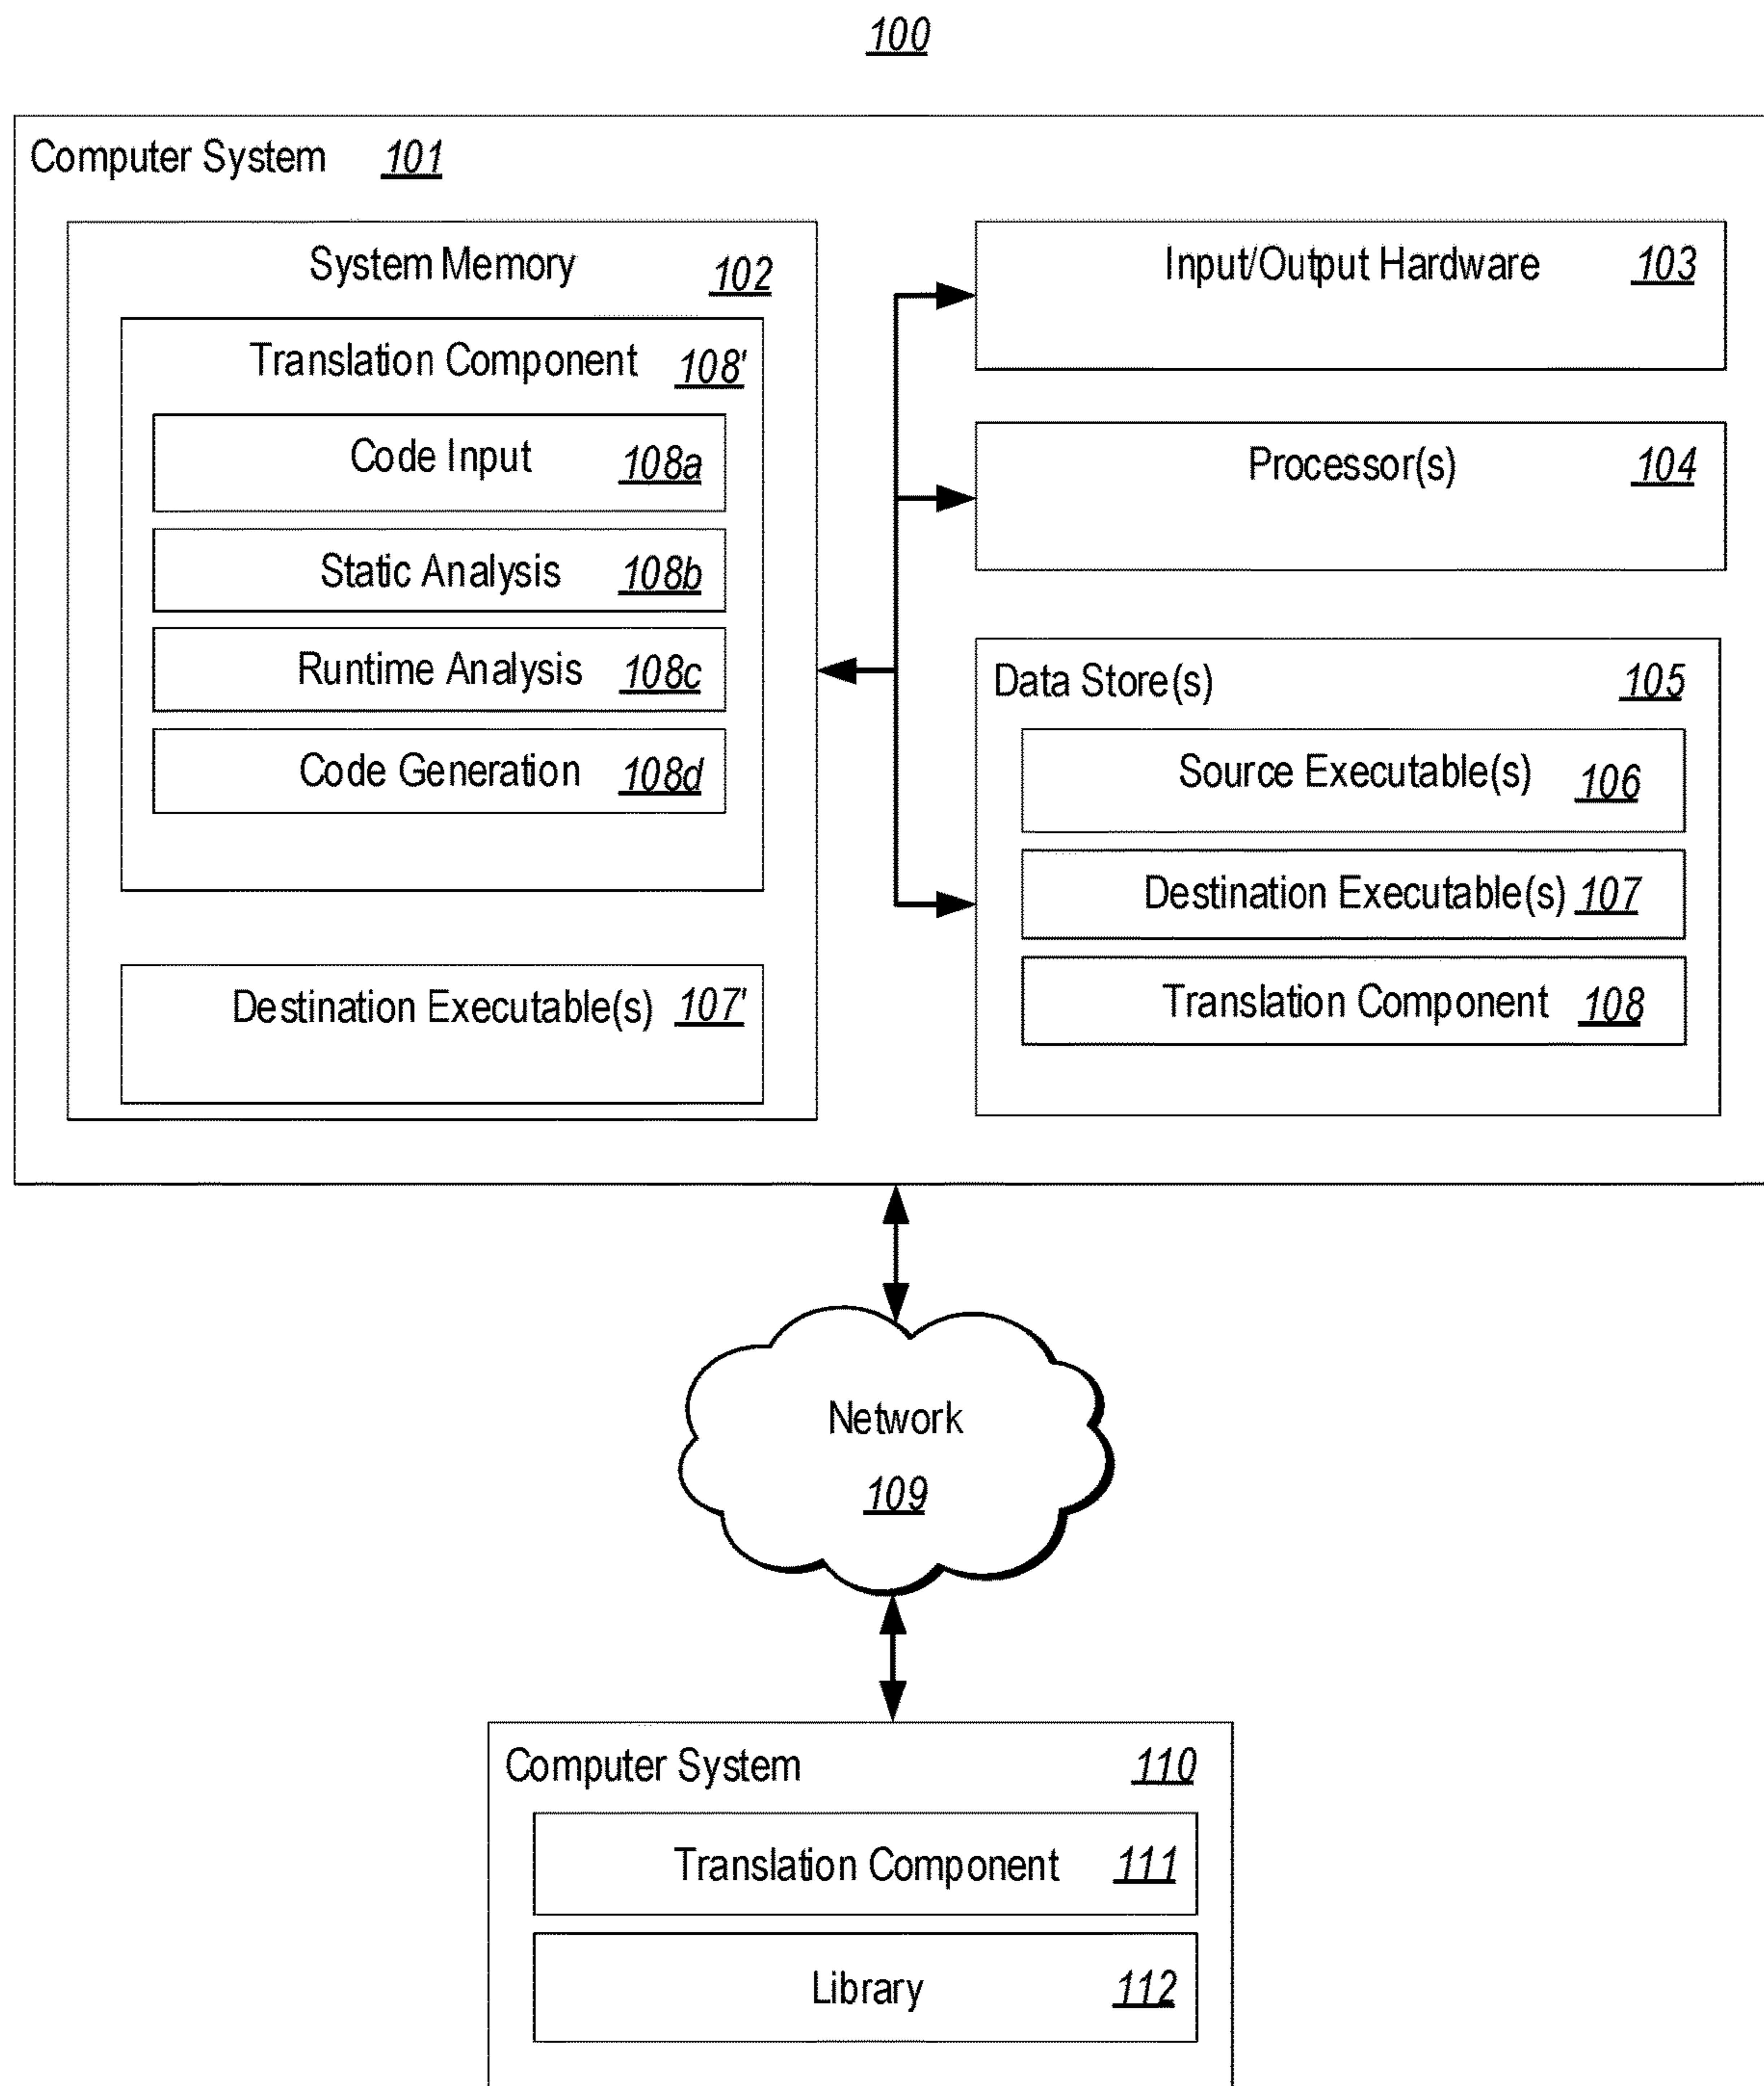 100
Computer System 101
System Memory 102
Translation Component 108'
Code Input 108a
Static Analysis 108b
Runtime Analysis 108c
Code Generation 108d
Destination Executable(s) 107'
Input/Output Hardware 103
Processor(s) 104
Data Store(s) 105
Source Executable(s) 106
Destination Executable(s) 107
Translation Component 108
Network
109
Computer System 110
Translation Component 111
Library 112